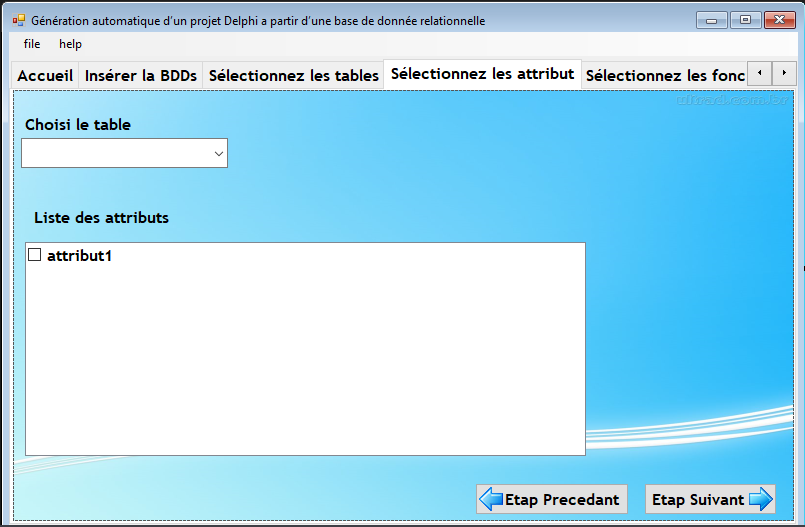 Génération automatique d'un projet Delphi a partir d'une base de donnée relationnelle
file help
Accueil Insérer la BDDs Sélectionnez les tables Sélectionnez les attribut Sélectionnez les fonc
Choisi le table
Liste des attributs
attribut1
Etap Precedant Etap Suivant